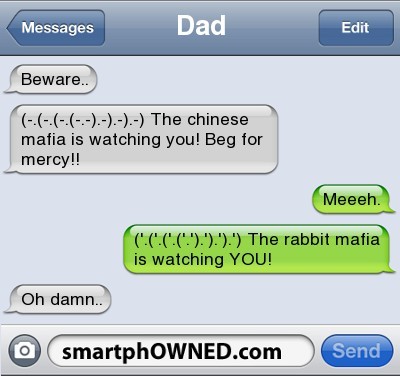 Messages
Dad
Edit
Beware..
(-.(-.(-.(-.-).-).-).-) The chinese
mafia is watching you! Beg for
mercy!!
Meeeh.
('.('.('.('.').').').') The rabbit mafia
is watching YOU!
Oh damn..
smartphOWNED.com
Send